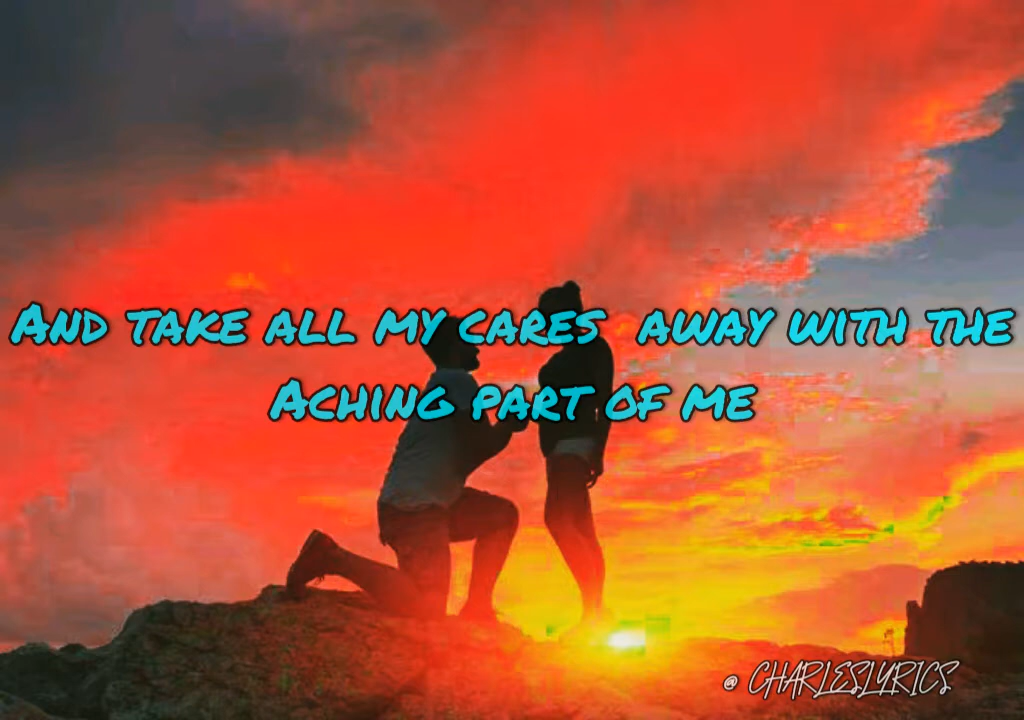 And take all my cares away with the
Aching part of me
@ CHARLESLYRICS